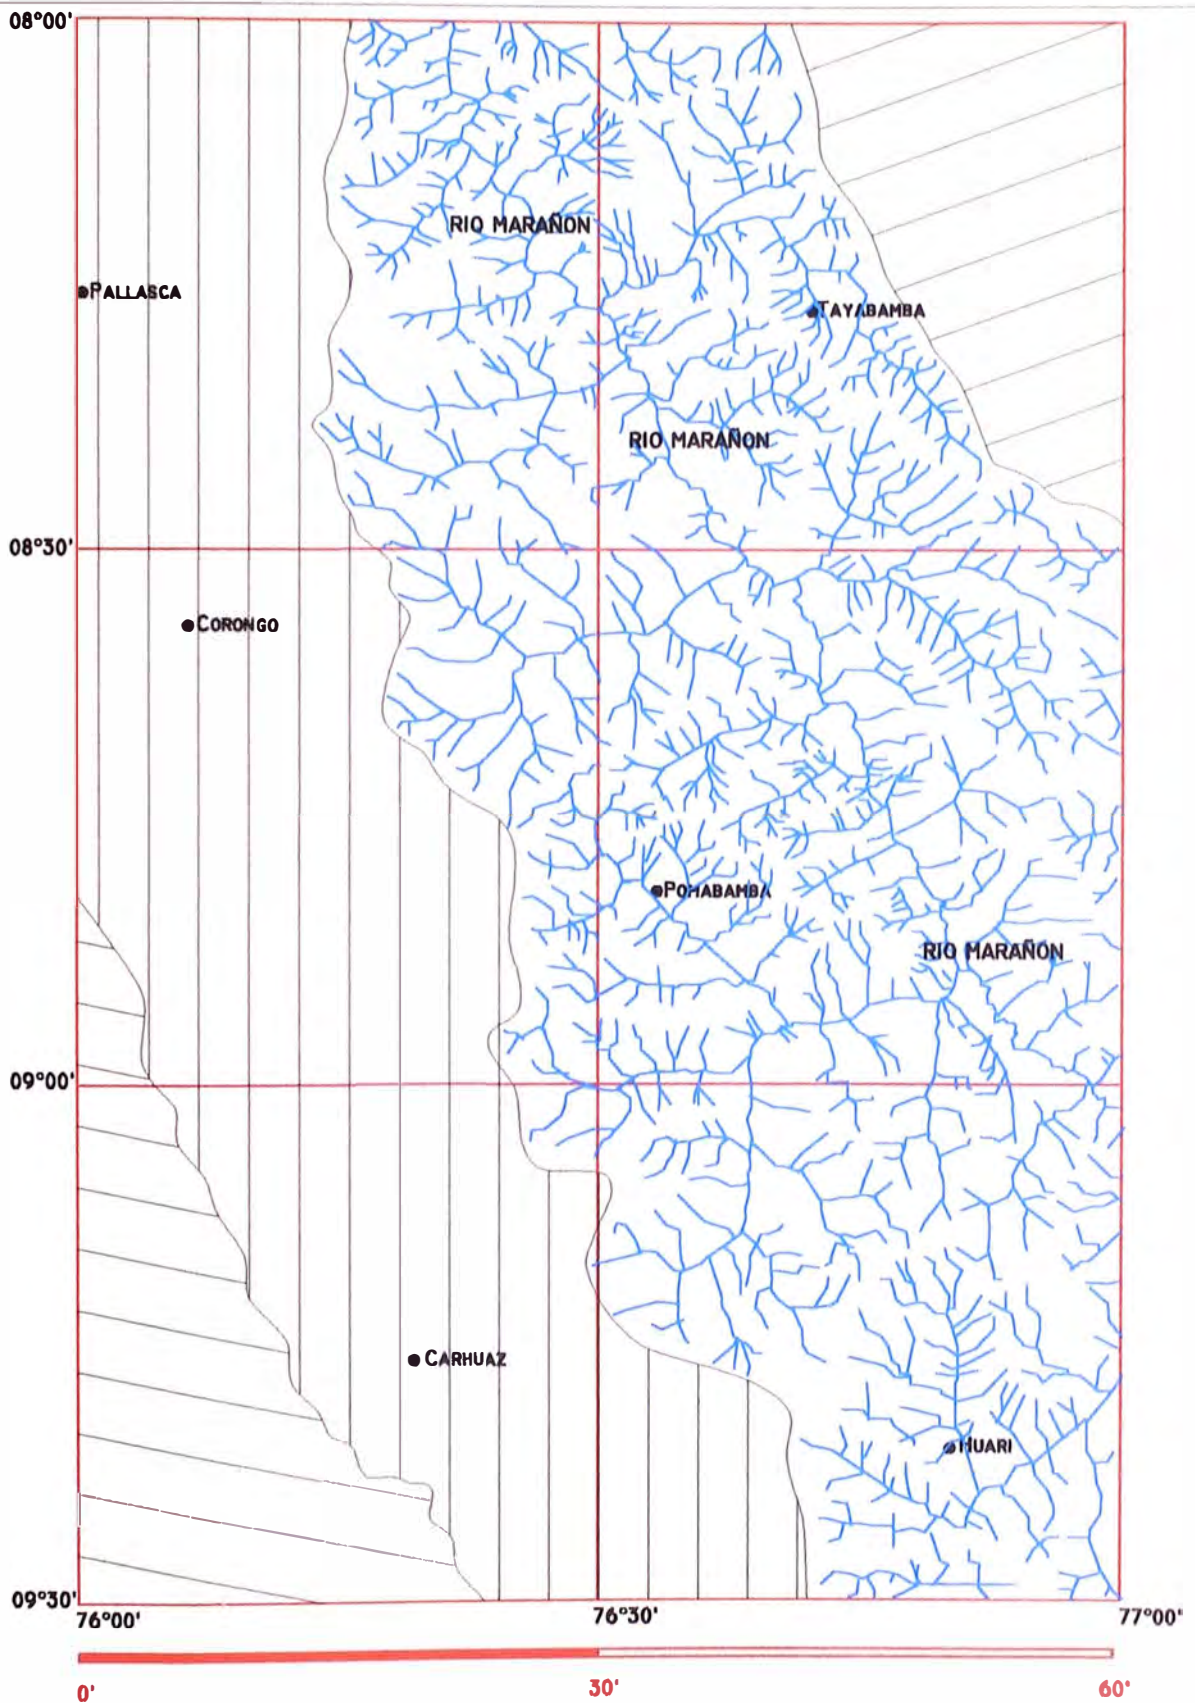 08°00'
RIO MARAÑON
PALLASCA
TAYABAMBA
RIO MARAÑON
08°30'
CORONGO
POMABAMBA
RIO MARAÑON
09°00'
CARHUAZ
HUARI
09°30'
76°00'
76°30'
77°00'
0'
30'
60'